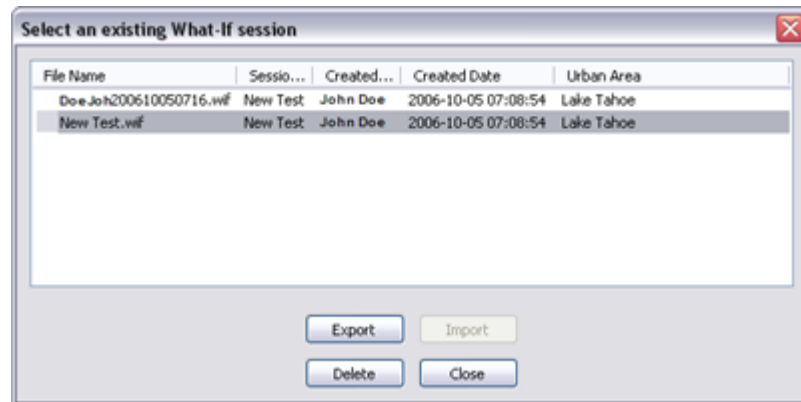 Select an existing What-If session
File Name Sessio... Created... Created Date Urban Area
DoeJoh200610050716.wif New Test John Doe 2006-10-05 07:08:54 Lake Tahoe
New Test.wif New Test John Doe 2006-10-05 07:08:54 Lake Tahoe
Export Import
Delete Close